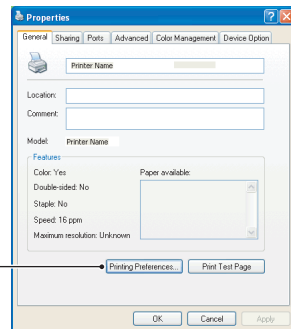 Properties
General Sharing Ports Advanced Color Management Device Option
Printer Name
Location:
Comment:
Model: Printer Name
Features
Color: Yes
Paper available:
Double-sided: No
Staple: No
Speed: 16 ppm
Maximum resolution: Unknown
Printing Preferences... Print Test Page
OK Cancel Apply